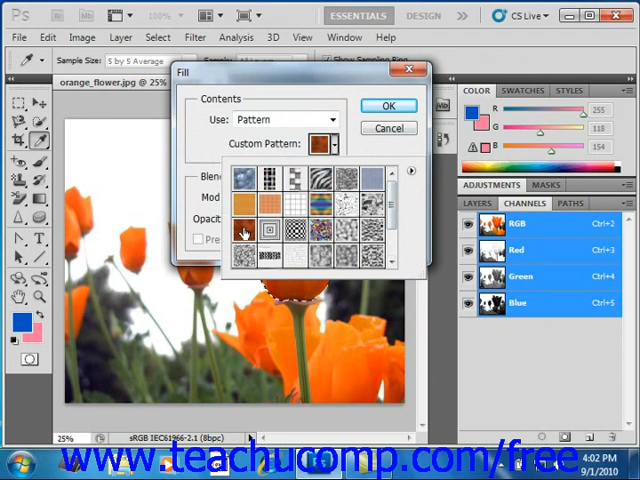 Ps 100% ESSENTIALS DESIGN >> CS Live
File Edit Image Layer Select Filter Analysis 3D View Window Help
Sample Size: 5 by 5 Average Show Sampling Ring
orange_flower.jpg @ 25%
Fill
Contents
Use: Pattern
Custom Pattern:
OK
Cancel
Opacit
COLOR SWATCHES STYLES
R 255
G 118
B 154
ADJUSTMENTS MASKS
LAYERS CHANNELS PATHS
RGB Ctrl+2
Red Ctrl+3
Green Ctrl+4
Blue Ctrl+5
25% sRGB IEC61966-2.1 (8bpc)
www.teachucomp.com/free
4:02 PM
9/1/2010